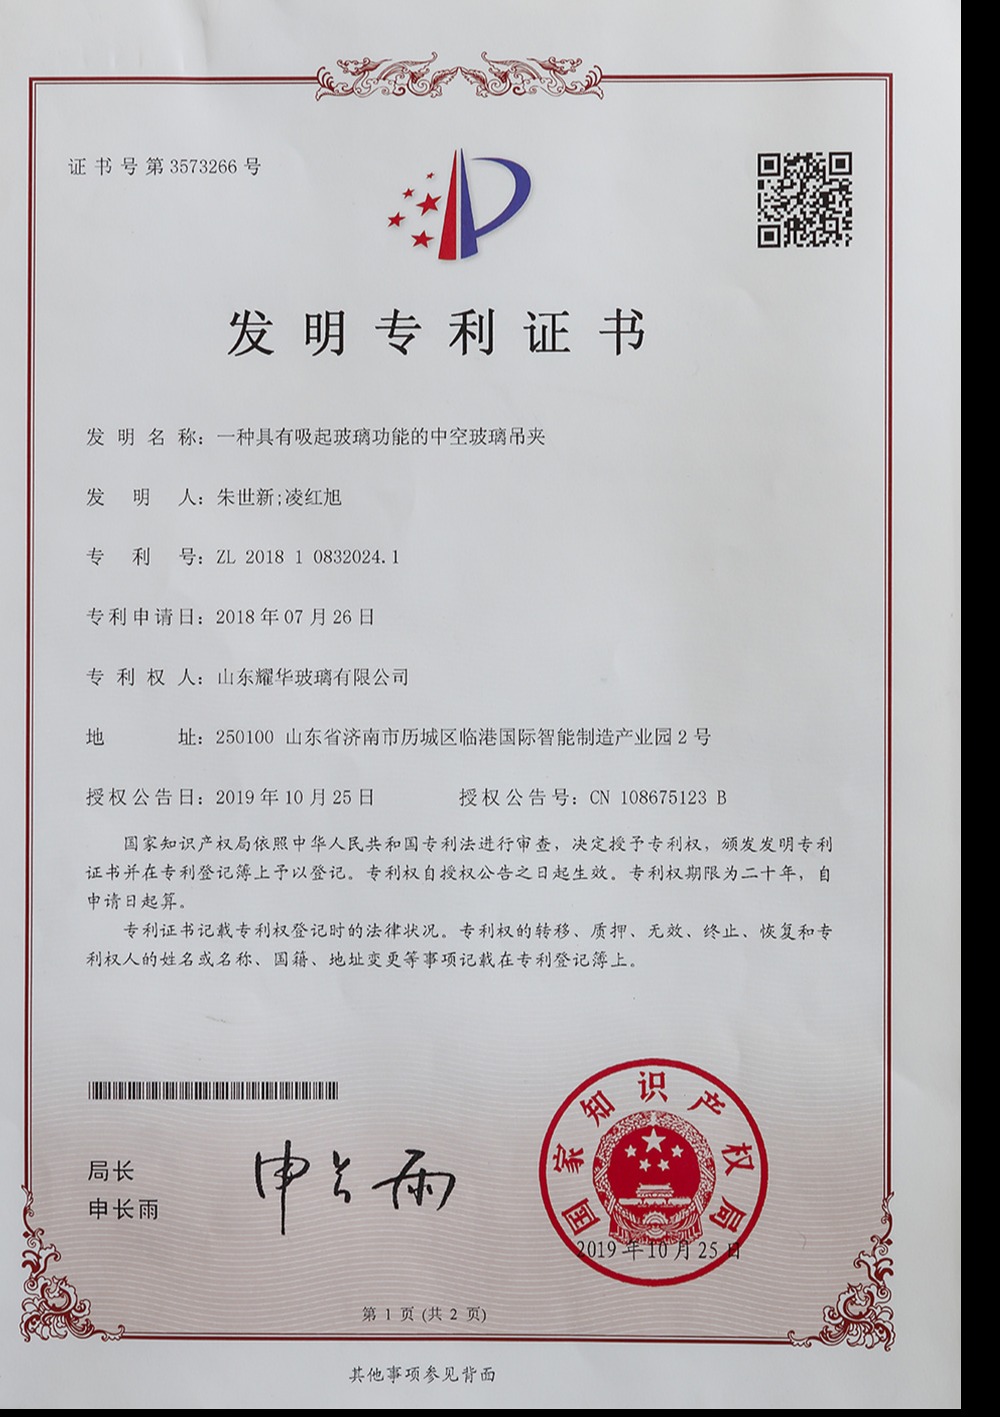 证书号第3573266号
发明专利证书
发明名称：一种具有吸起玻璃功能的中空玻璃吊夹
发明人：朱世新;凌红旭
专利号：ZL 2018 1 0832024.1
专利申请日：2018年07月26日
专利权人：山东耀华玻璃有限公司
地址：250100 山东省济南市历城区临港国际智能制造产业园2号
授权公告日：2019年10月25日 授权公告号：CN 108675123 B
国家知识产权局依照中华人民共和国专利法进行审查，决定授予专利权，颁发发明专利
证书并在专利登记簿上予以登记。专利权自授权公告之日起生效。专利权期限为二十年，自
申请日起算。
专利证书记载专利权登记时的法律状况。专利权的转移、质押、无效、终止、恢复和专
利权人的姓名或名称、国籍、地址变更等事项记载在专利登记簿上。
局长
申长雨
申长雨
国家知识产权局
2019年10月25日
第1页(共2页)
其他事项参见背面